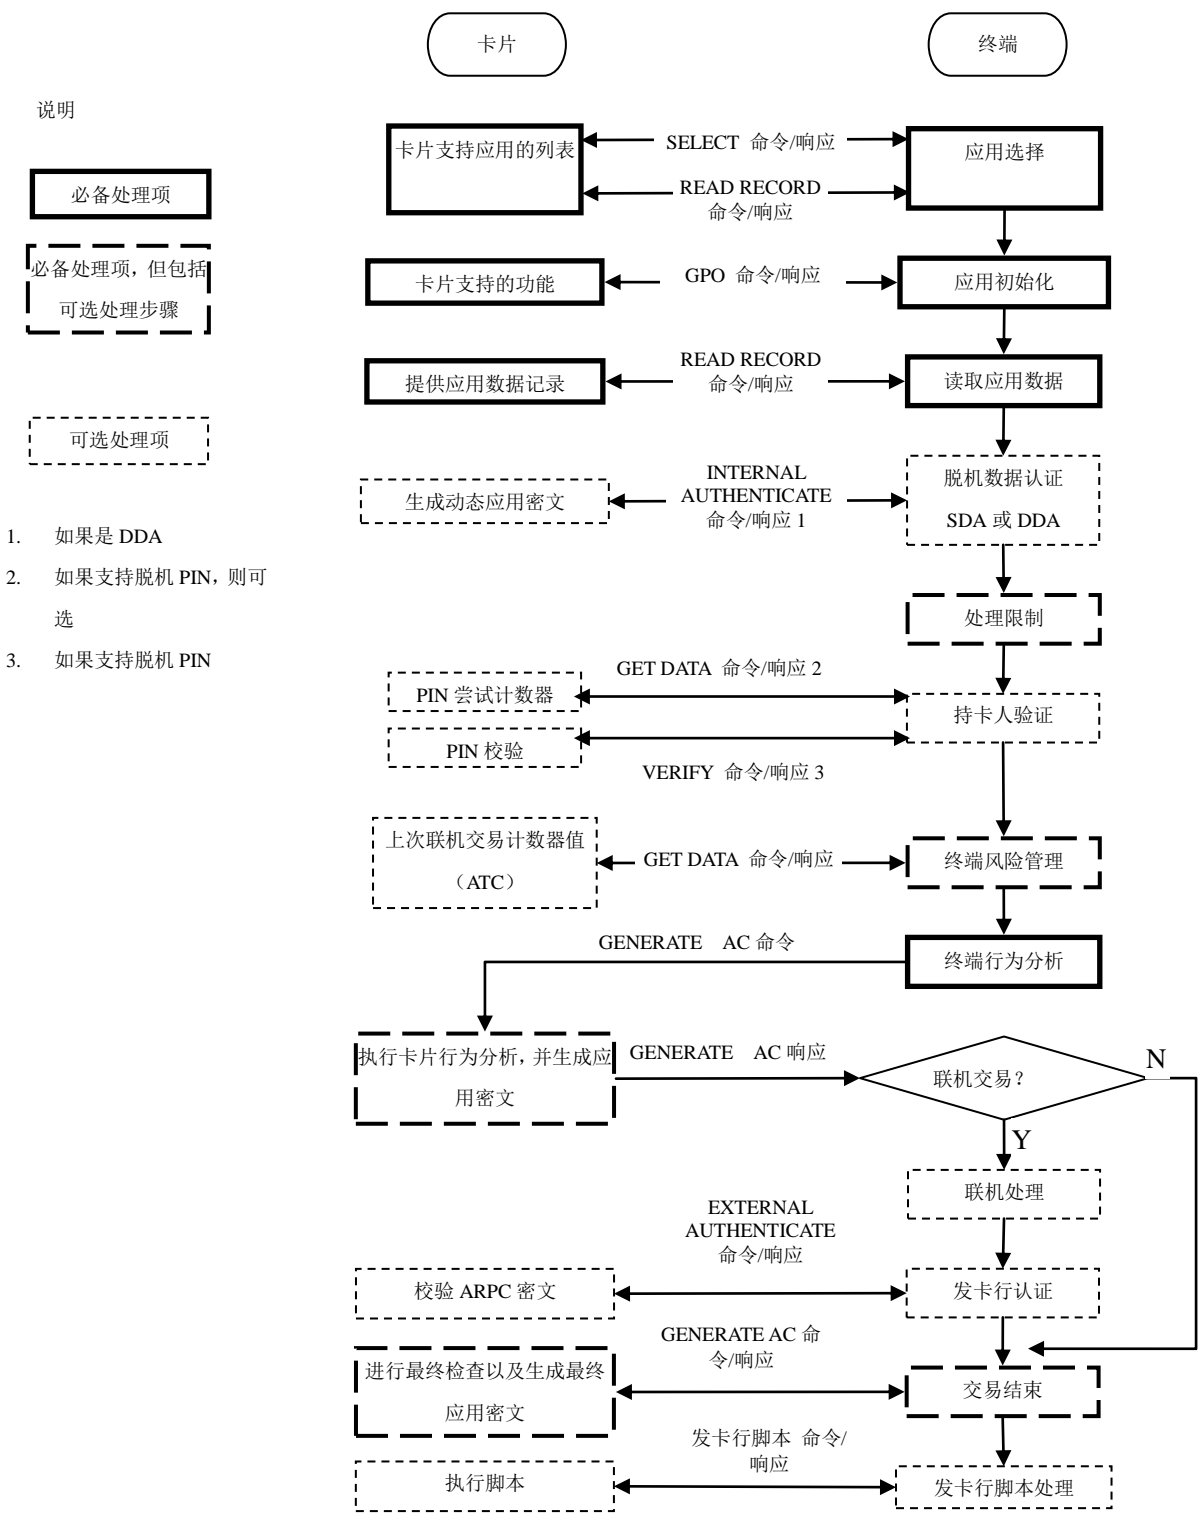 卡片
终端
说明
必备处理项
必备处理项，但包括
可选处理步骤
可选处理项
1. 如果是 DDA
2. 如果支持脱机 PIN，则可
选
3. 如果支持脱机 PIN
卡片支持应用的列表
SELECT 命令/响应
应用选择
READ RECORD
命令/响应
卡片支持的功能
GPO 命令/响应
应用初始化
提供应用数据记录
READ RECORD
命令/响应
读取应用数据
生成动态应用密文
INTERNAL
AUTHENTICATE
命令/响应 1
脱机数据认证
SDA 或 DDA
处理限制
GET DATA 命令/响应 2
PIN 尝试计数器
持卡人验证
PIN 校验
VERIFY 命令/响应 3
上次联机交易计数器值
（ATC）
GET DATA 命令/响应
终端风险管理
GENERATE AC 命令
终端行为分析
执行卡片行为分析，并生成应
用密文
GENERATE AC 响应
联机交易？
N
Y
联机处理
EXTERNAL
AUTHENTICATE
命令/响应
校验 ARPC 密文
发卡行认证
GENERATE AC 命
令/响应
进行最终检查以及生成最终
应用密文
交易结束
发卡行脚本 命令/
响应
执行脚本
发卡行脚本处理